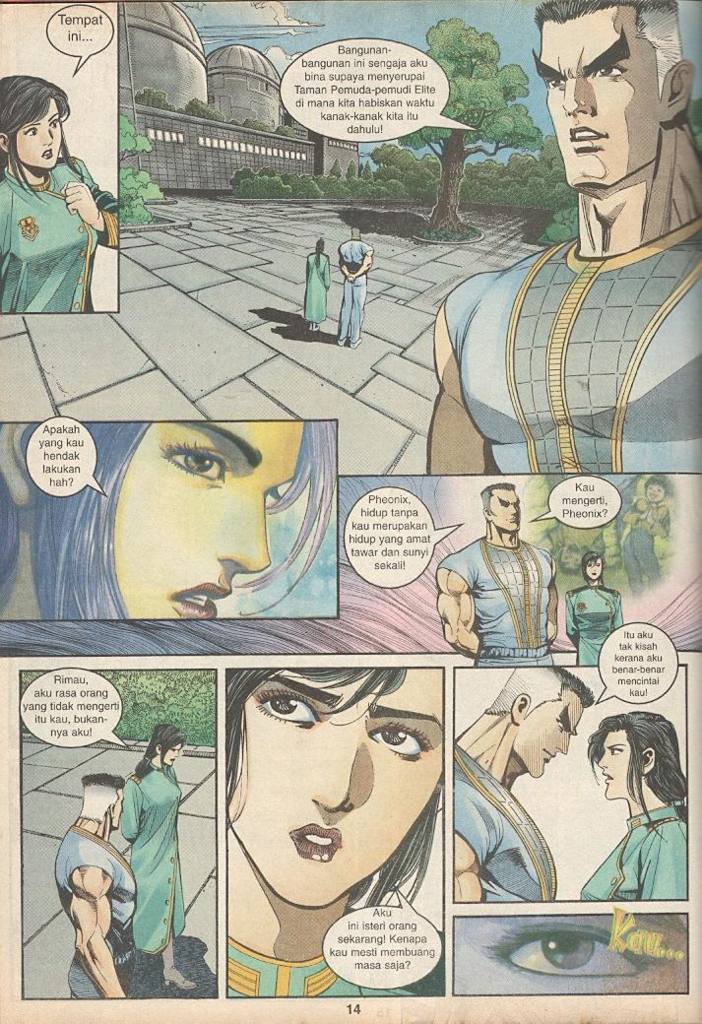 Tempat
ini...
Bangunan-
bangunan ini sengaja aku
bina supaya menyerupai
Taman Pemuda-pemudi Elite
di mana kita habiskan waktu
kanak-kanak kita itu
dahulu!
Apakah
yang kau
hendak
lakukan
hah?
Pheonix,
hidup tanpa
kau merupakan
hidup yang amat
tawar dan sunyi
sekali!
Kau
mengerti,
Pheonix?
Rimau,
aku rasa orang
yang tidak mengerti
itu kau, bukan-
nya aku!
Aku
ini isteri orang
sekarang! Kenapa
kau mesti membuang
masa saja?
Itu aku
tak kisah
kerana aku
benar-benar
mencintai
kau!
Kau...
14